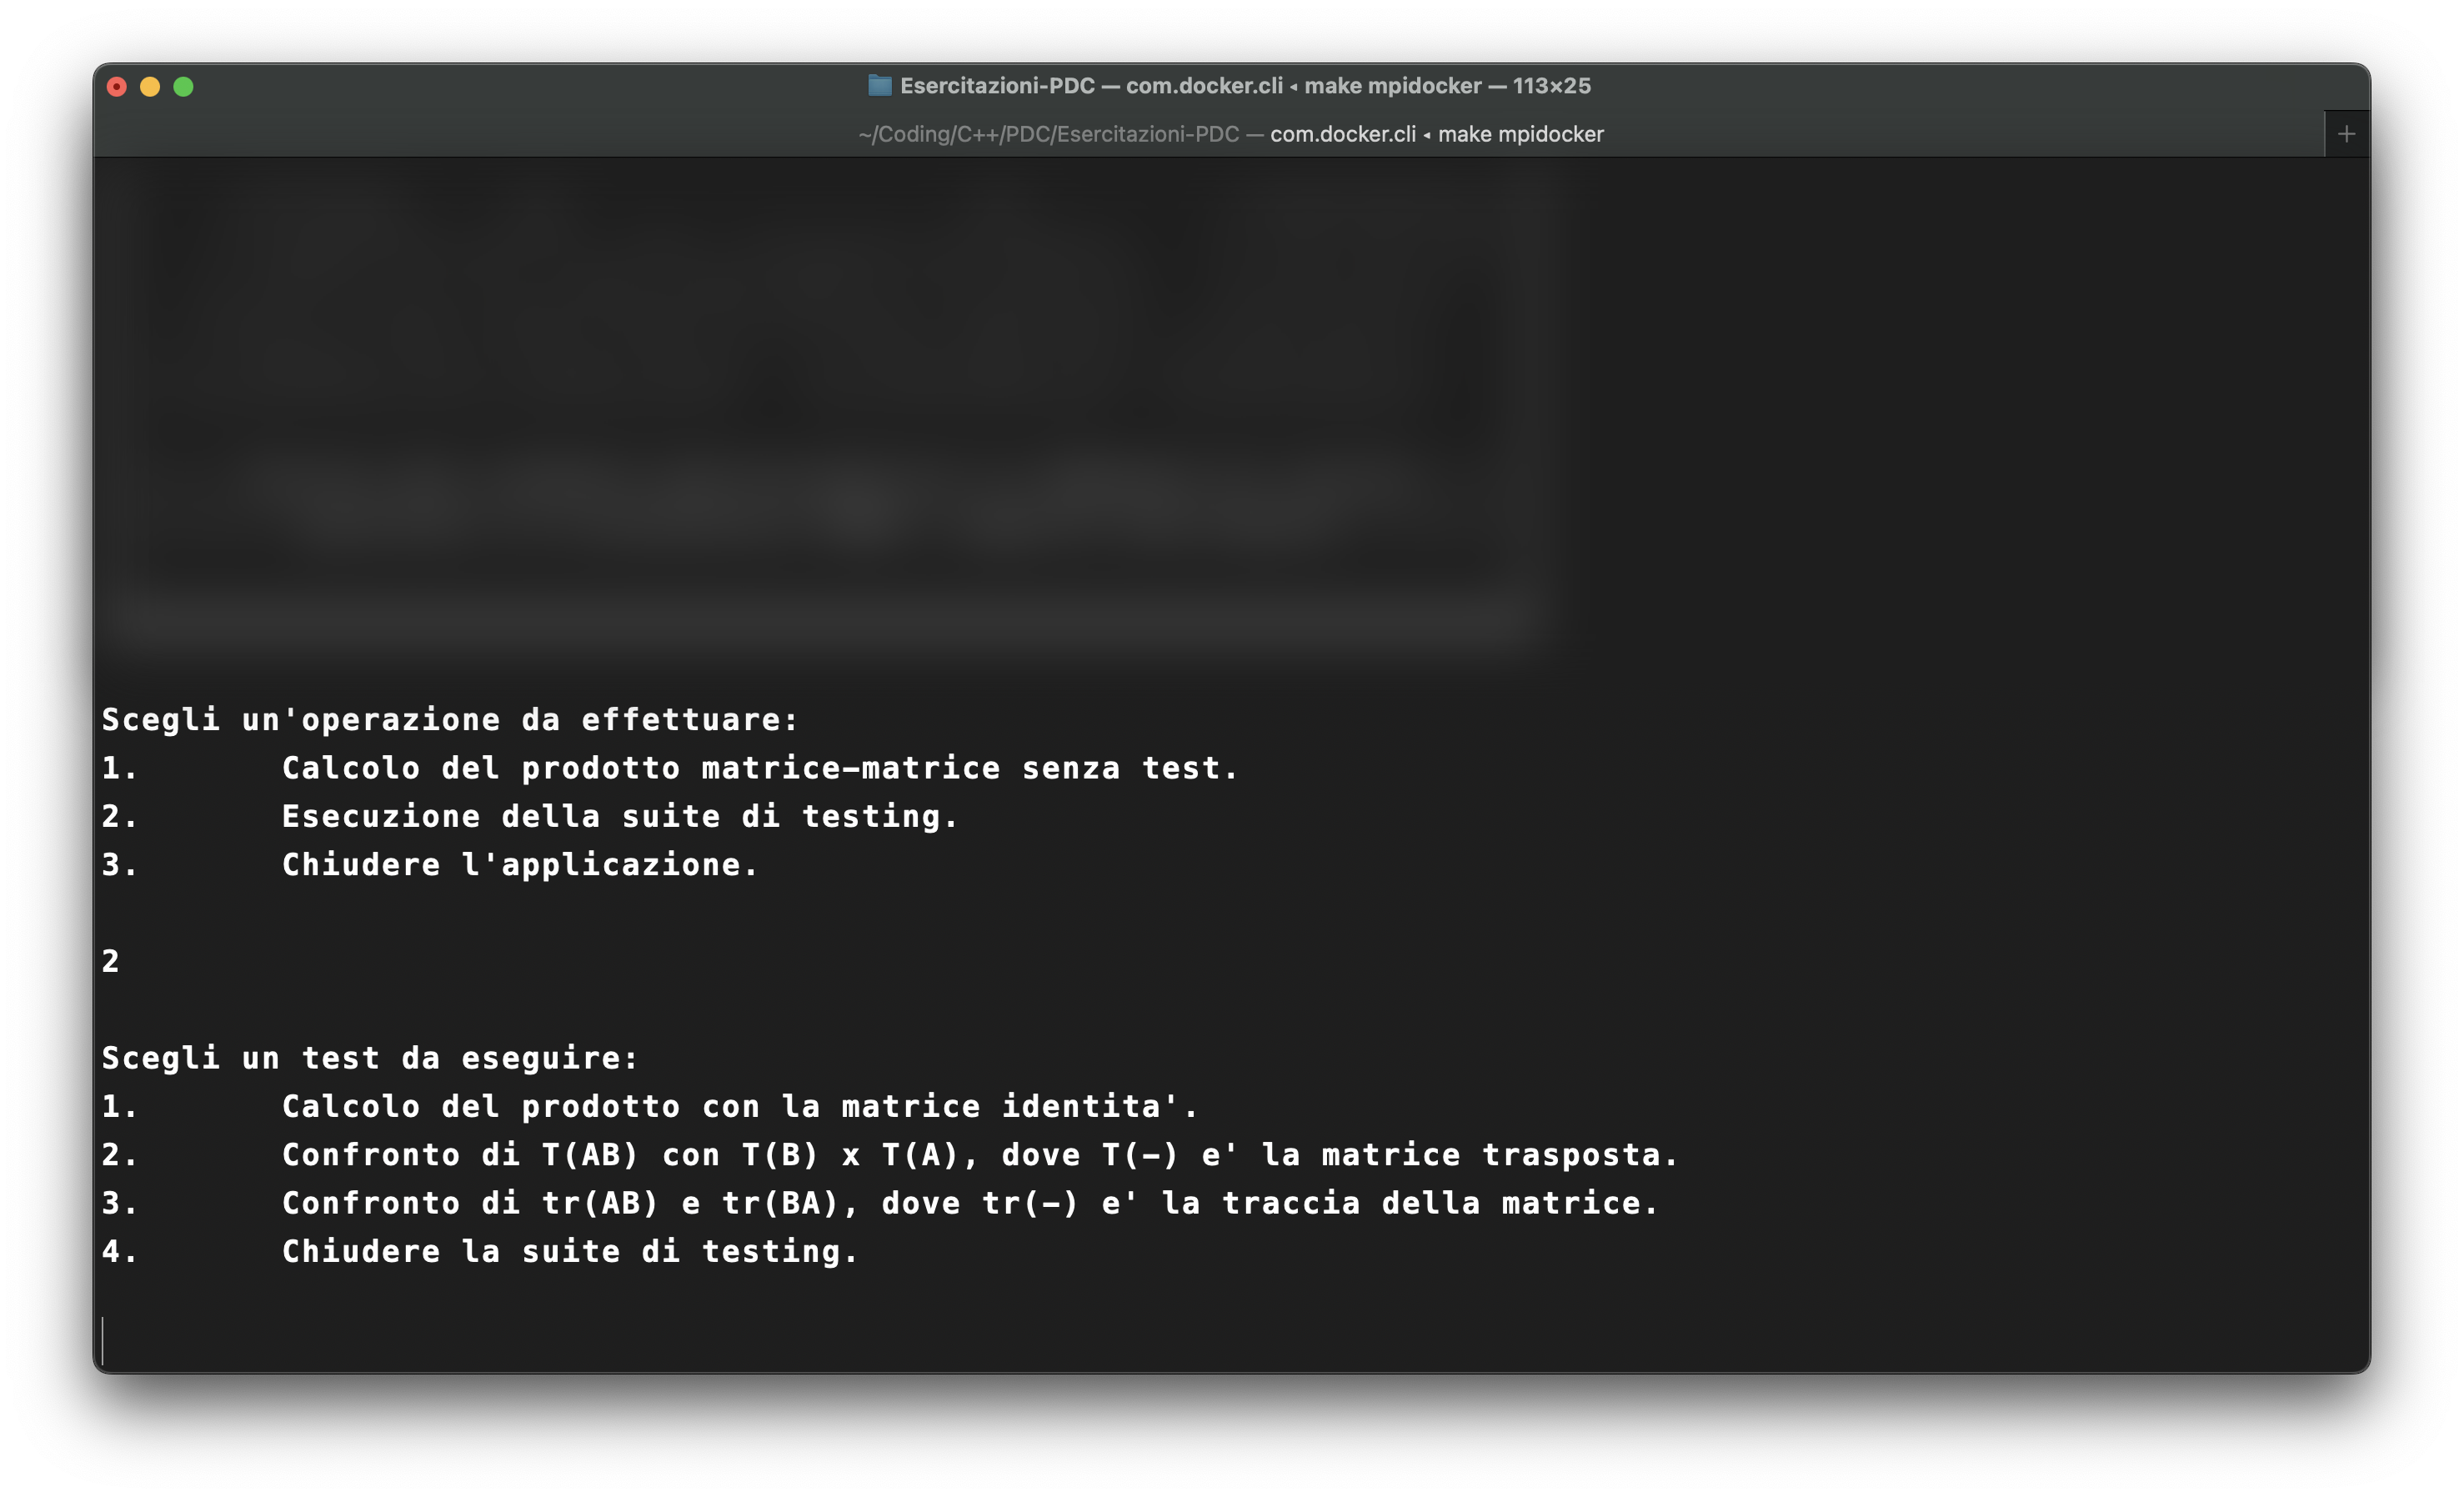 Esercitazioni-PDC — com.docker.cli ◂ make mpidocker — 113×25
~/Coding/C++/PDC/Esercitazioni-PDC — com.docker.cli ◂ make mpidocker
Scegli un'operazione da effettuare:
1. Calcolo del prodotto matrice-matrice senza test.
2. Esecuzione della suite di testing.
3. Chiudere l'applicazione.
2
Scegli un test da eseguire:
1. Calcolo del prodotto con la matrice identita'.
2. Confronto di T(AB) con T(B) x T(A), dove T(-) e' la matrice trasposta.
3. Confronto di tr(AB) e tr(BA), dove tr(-) e' la traccia della matrice.
4. Chiudere la suite di testing.